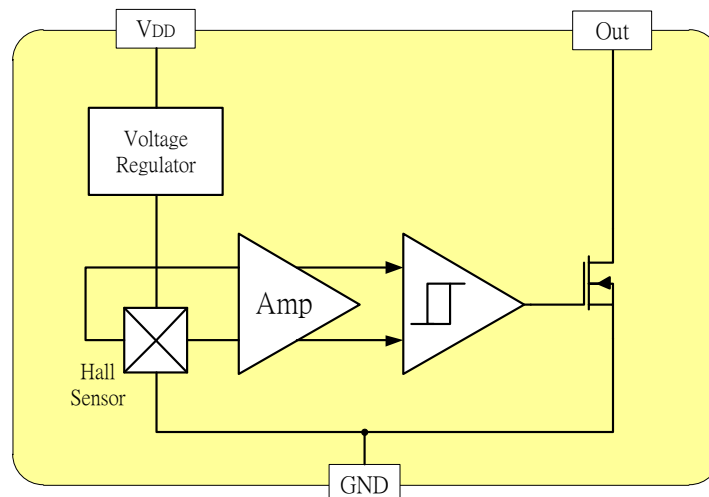 VDD
Out
Voltage
Regulator
Amp
Hall
Sensor
GND